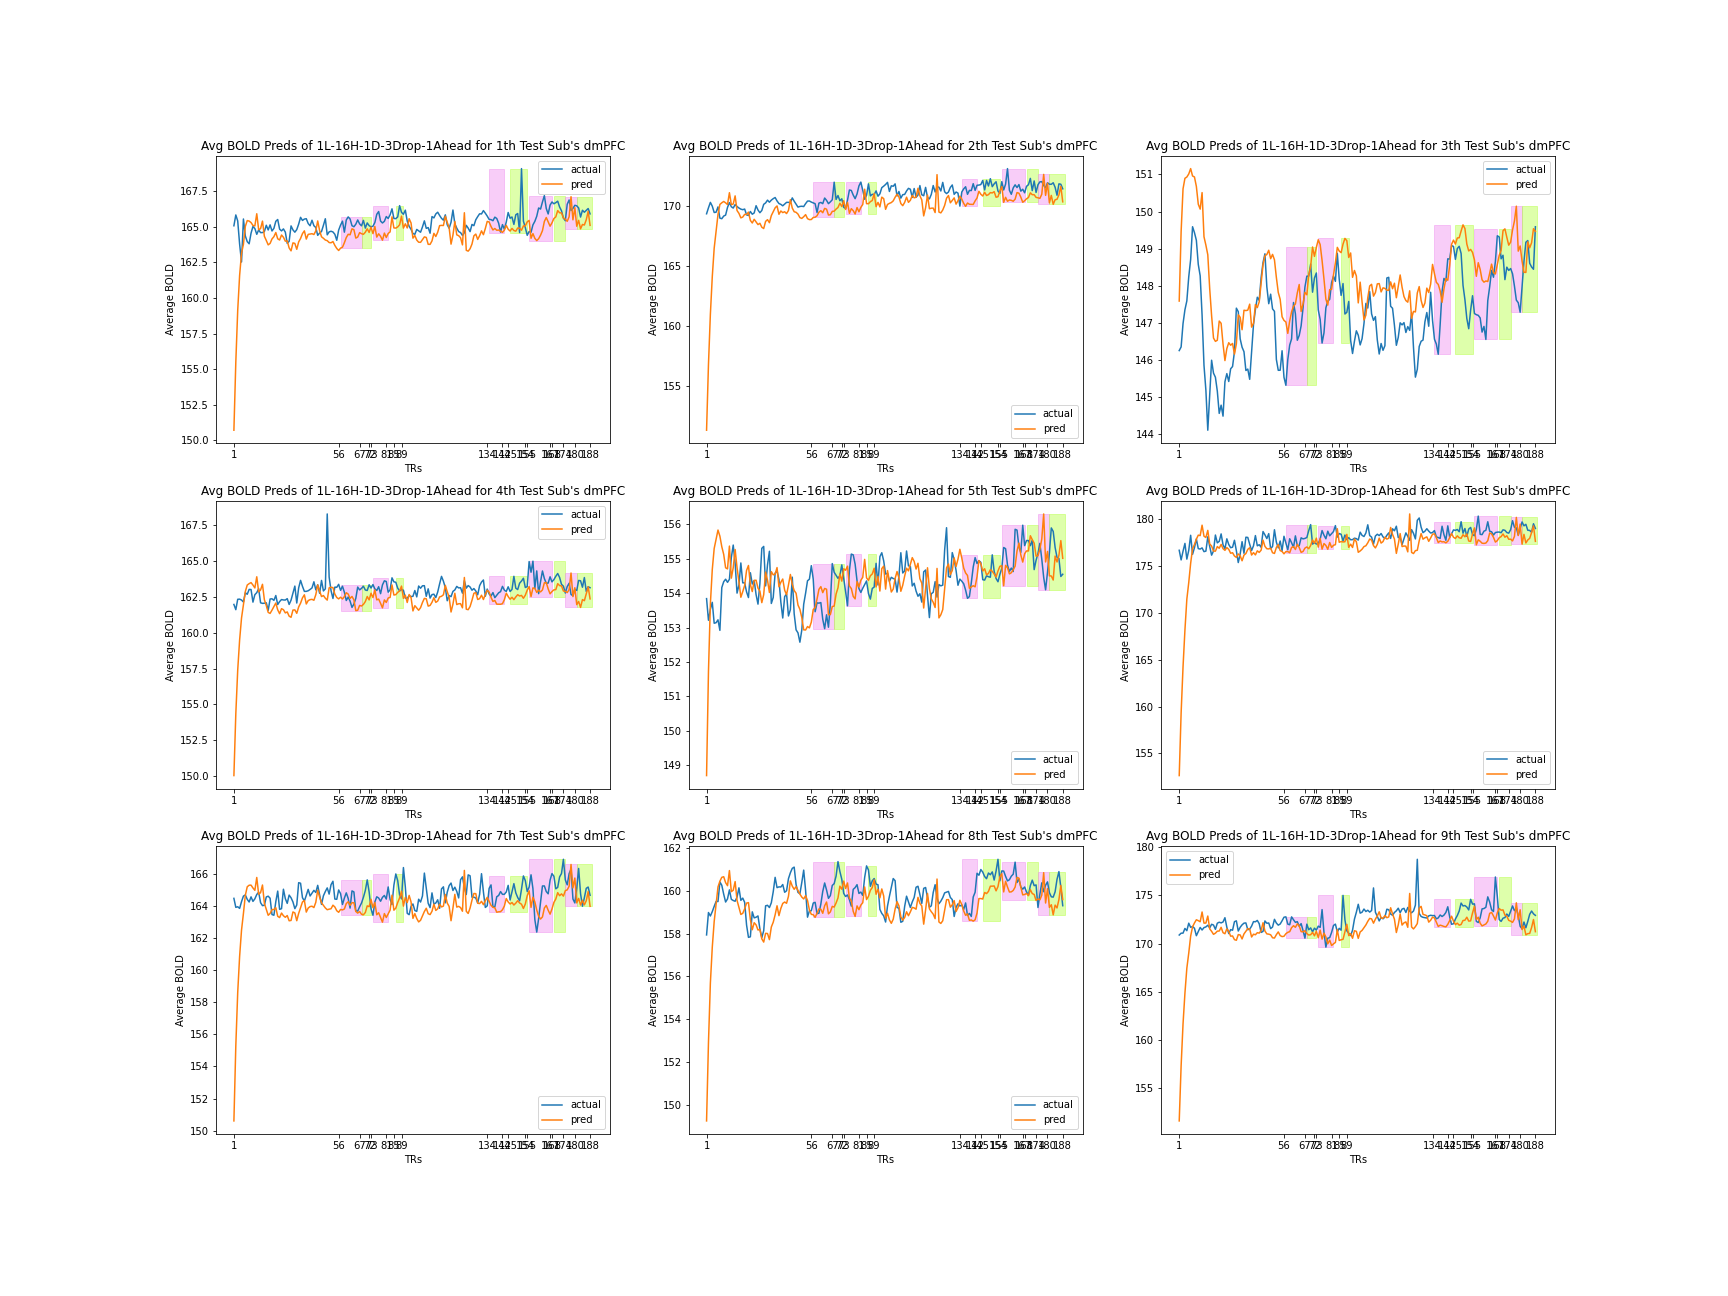 Avg BOLD Preds of 1L-16H-1D-3Drop-1Ahead for 1th Test Sub's dmPFC
Average BOLD
167.5
165.0
162.5
160.0
157.5
155.0
152.5
150.0
actual
pred
1 56 134 188
TRs
Avg BOLD Preds of 1L-16H-1D-3Drop-1Ahead for 2th Test Sub's dmPFC
Average BOLD
170
165
160
155
actual
pred
1 56 134 188
TRs
Avg BOLD Preds of 1L-16H-1D-3Drop-1Ahead for 3th Test Sub's dmPFC
Average BOLD
151
150
149
148
147
146
145
144
actual
pred
1 56 134 188
TRs
Avg BOLD Preds of 1L-16H-1D-3Drop-1Ahead for 4th Test Sub's dmPFC
Average BOLD
167.5
165.0
162.5
160.0
157.5
155.0
152.5
150.0
actual
pred
1 56 134 188
TRs
Avg BOLD Preds of 1L-16H-1D-3Drop-1Ahead for 5th Test Sub's dmPFC
Average BOLD
156
155
154
153
152
151
150
149
actual
pred
1 56 134 188
TRs
Avg BOLD Preds of 1L-16H-1D-3Drop-1Ahead for 6th Test Sub's dmPFC
Average BOLD
180
175
170
165
160
155
actual
pred
1 56 134 188
TRs
Avg BOLD Preds of 1L-16H-1D-3Drop-1Ahead for 7th Test Sub's dmPFC
Average BOLD
166
164
162
160
158
156
154
152
150
actual
pred
1 56 134 188
TRs
Avg BOLD Preds of 1L-16H-1D-3Drop-1Ahead for 8th Test Sub's dmPFC
Average BOLD
162
160
158
156
154
152
150
actual
pred
1 56 134 188
TRs
Avg BOLD Preds of 1L-16H-1D-3Drop-1Ahead for 9th Test Sub's dmPFC
Average BOLD
180
175
170
165
160
155
actual
pred
1 56 134 188
TRs